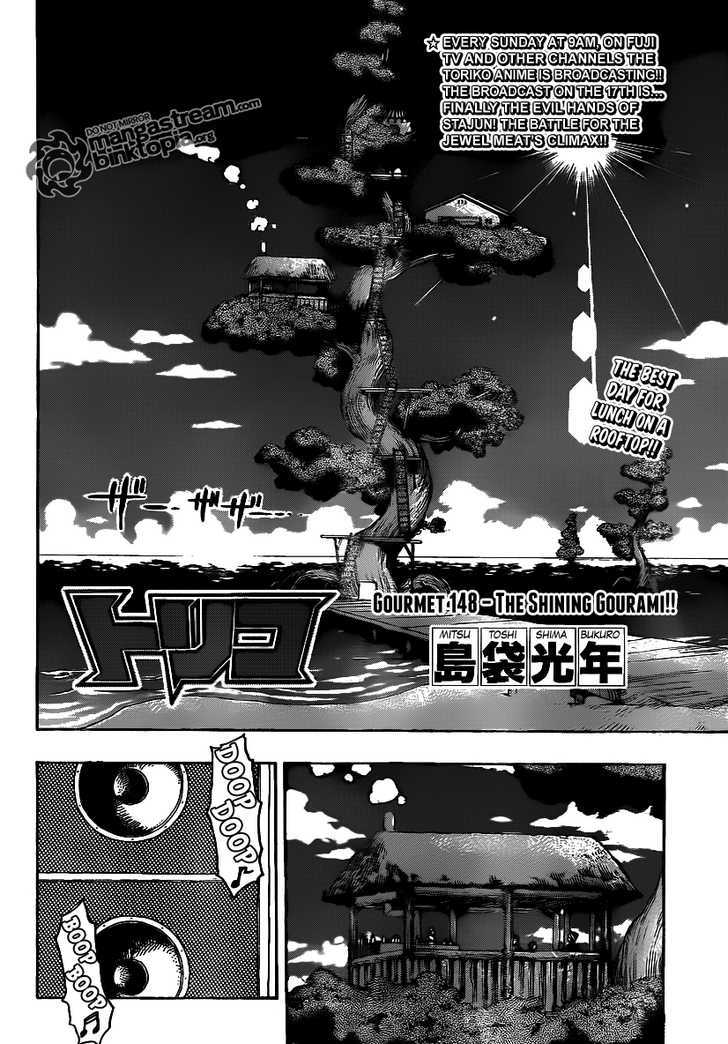 ☆ EVERY SUNDAY AT 9AM, ON FUJI
TV AND OTHER CHANNELS THE
TORIKO ANIME IS BROADCASTING!!
THE BROADCAST ON THE 17TH IS...
FINALLY THE EVIL HANDS OF
STAJUN! THE BATTLE FOR THE
JEWEL MEAT'S CLIMAX!!
DO NOT MIRROR
mangastream.com
binktopia.org
THE BEST
DAY FOR
LUNCH ON A
ROOFTOP!!
ザー ザザー
トリコ
GOURMET 148 - THE SHINING GOURAMI!!
MITSU TOSHI SHIMA BUKURO
島袋光年
DOOP
DOOP♪
BOOP BOOP
♫